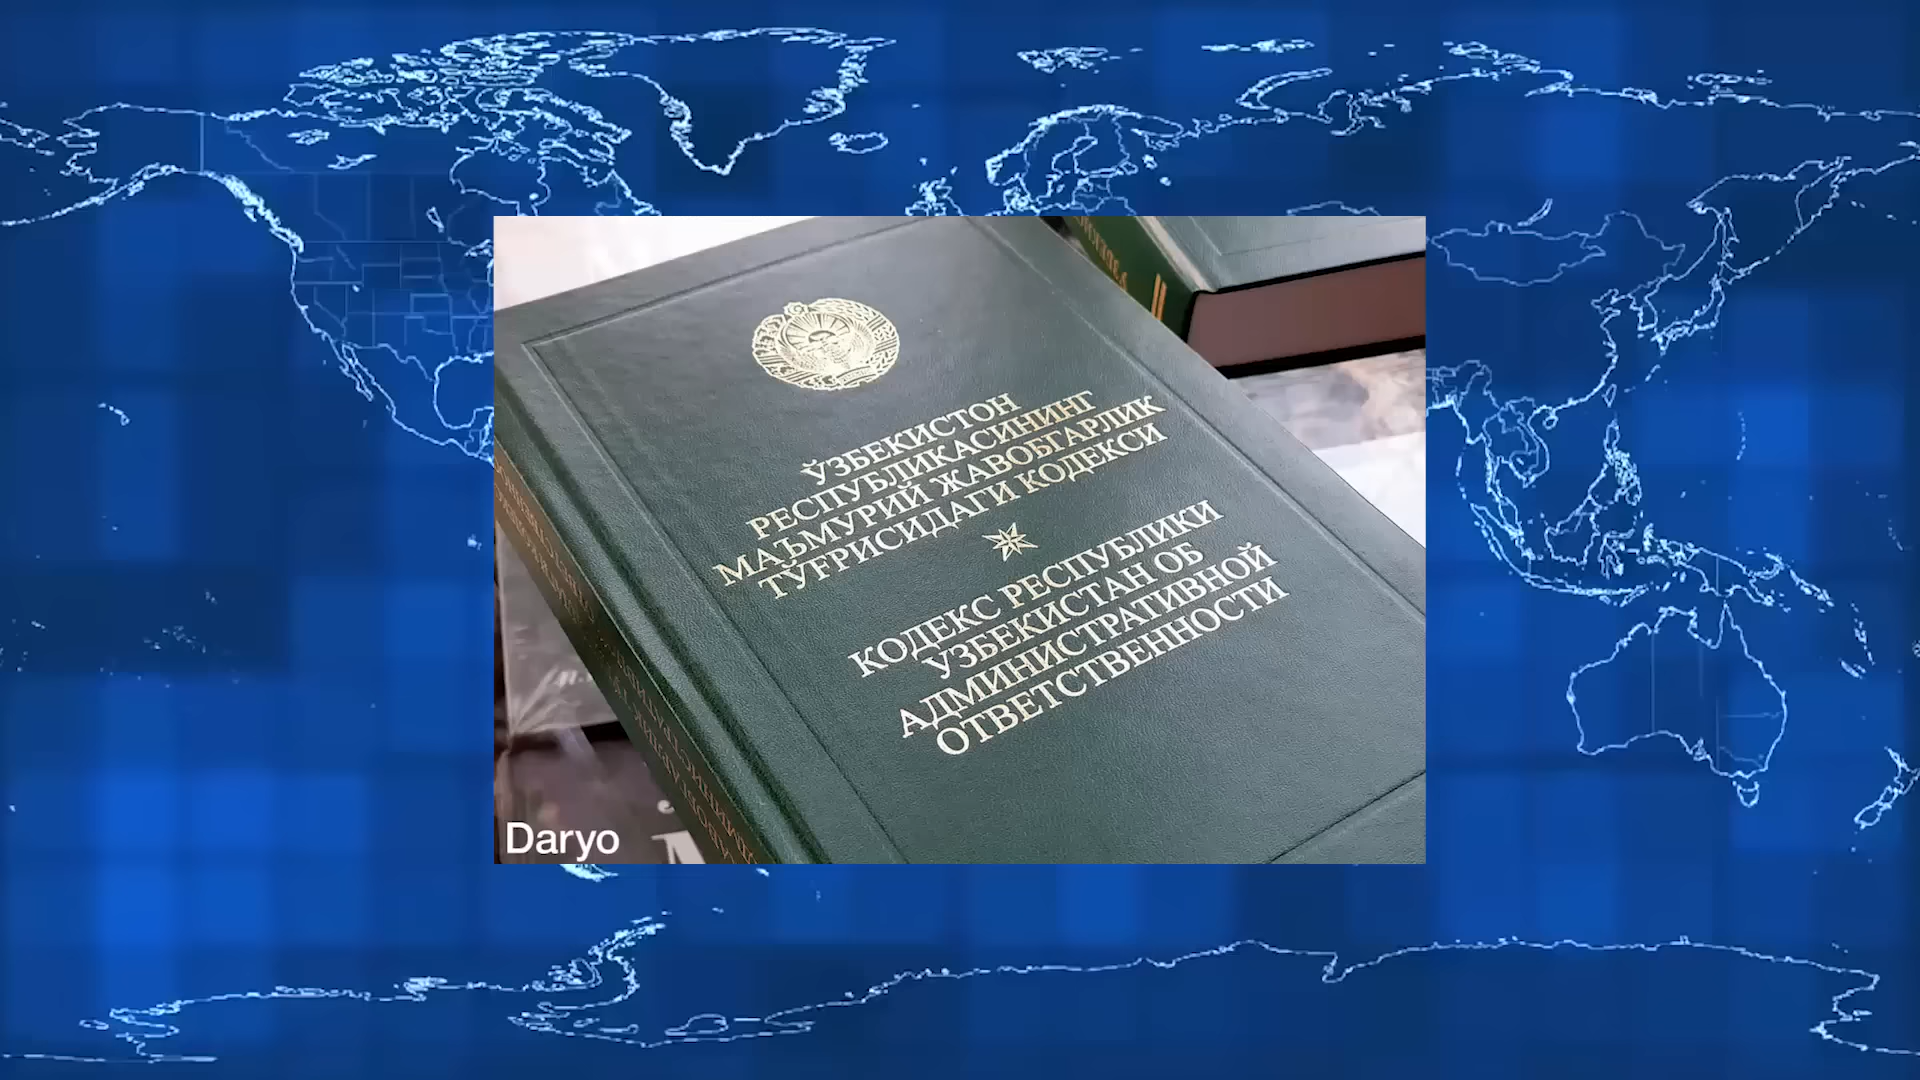 ЎЗБЕКИСТОН
РЕСПУБЛИКАСИНИНГ
МАЪМУРИЙ ЖАВОБГАРЛИК
ТЎҒРИСИДАГИ КОДЕКСИ
КОДЕКС РЕСПУБЛИКИ
УЗБЕКИСТАН ОБ
АДМИНИСТРАТИВНОЙ
ОТВЕТСТВЕННОСТИ
Daryo